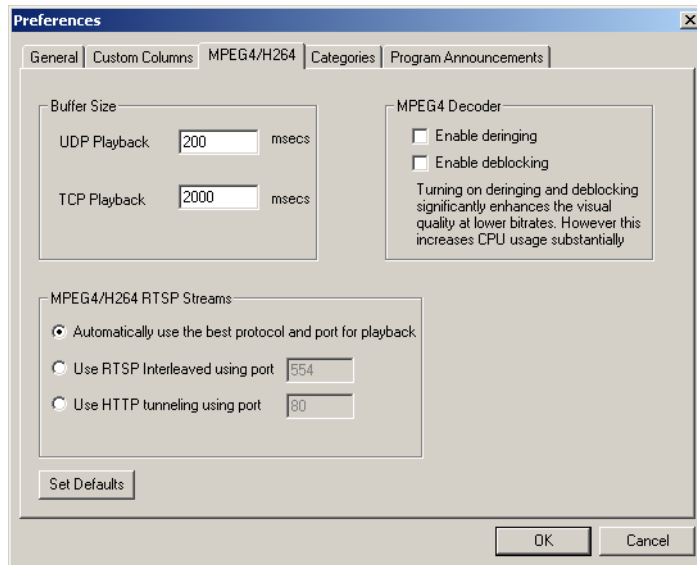 Preferences
General Custom Columns MPEG4/H264 Categories Program Announcements
Buffer Size
UDP Playback 200 msecs
TCP Playback 2000 msecs
MPEG4 Decoder
Enable deringing
Enable deblocking
Turning on deringing and deblocking
significantly enhances the visual
quality at lower bitrates. However this
increases CPU usage substantially
MPEG4/H264 RTSP Streams
Automatically use the best protocol and port for playback
Use RTSP Interleaved using port 554
Use HTTP tunneling using port 80
Set Defaults
OK Cancel